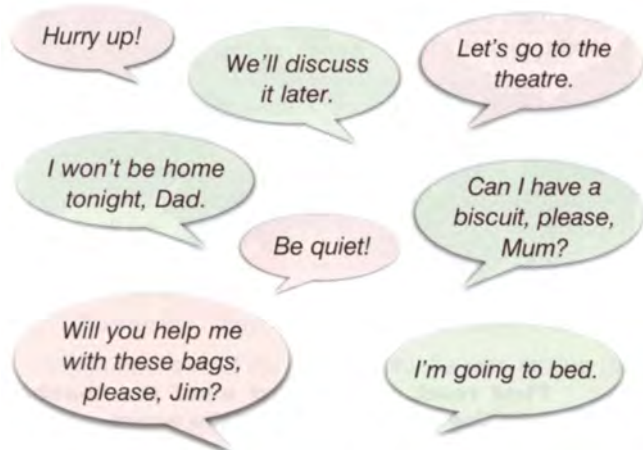 Hurry up!
We'll discuss
it later.
Let's go to the
theatre.
I won't be home
tonight, Dad.
Be quiet!
Can I have a
biscuit, please,
Mum?
Will you help me
with these bags,
please, Jim?
I'm going to bed.